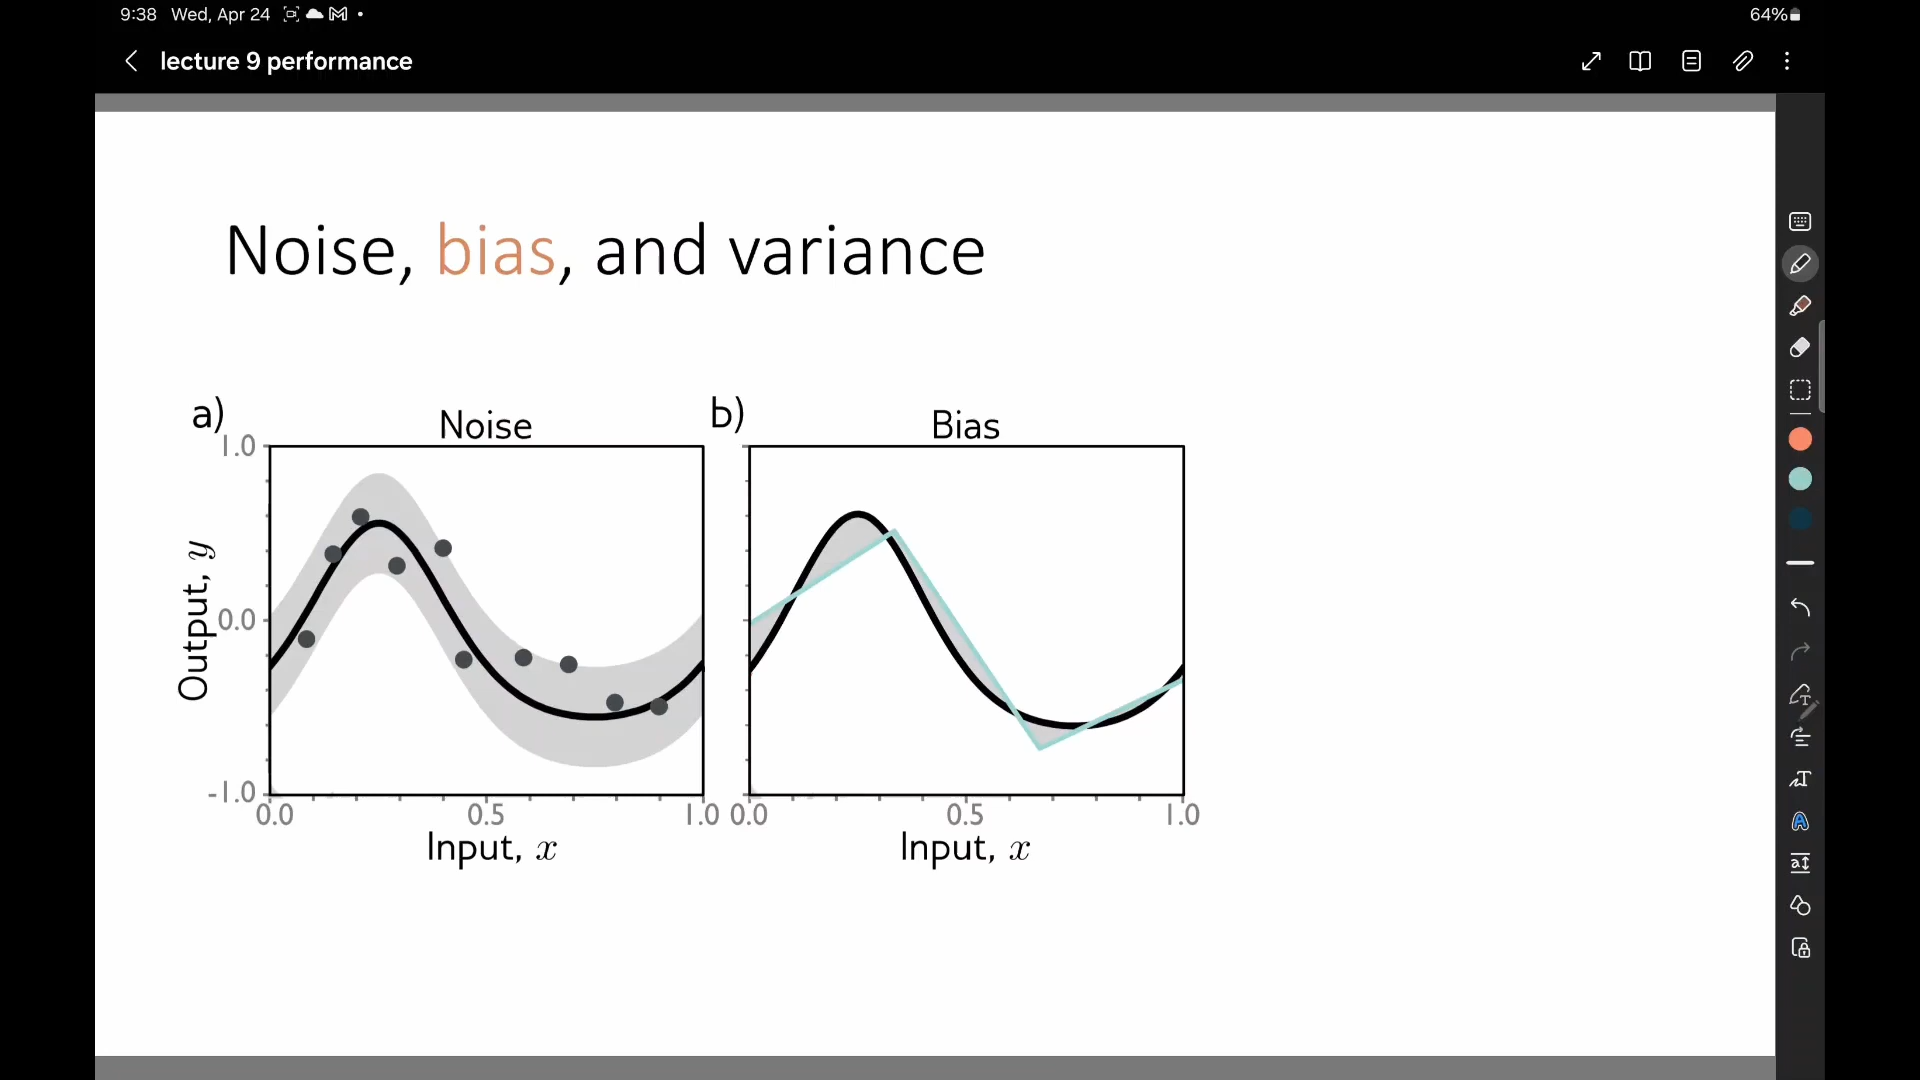 9:38 Wed, Apr 24
64%
lecture 9 performance
Noise, bias, and variance
a)
Noise
b)
Bias
1.0
0.0
-1.0
Output, y
0.0 0.5 1.0
0.0 0.5 1.0
Input, x
Input, x